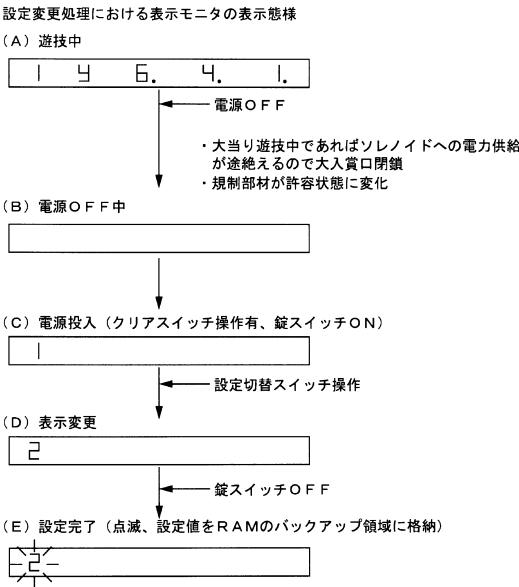 設定変更処理における表示モニタの表示態様
(A)遊技中
1 y 6. 4. 1.
電源OFF
・大当り遊技中であればソレノイドへの電力供給
が途絶えるので大入賞口閉鎖
・規制部材が許容状態に変化
(B)電源OFF中
(C)電源投入(クリアスイッチ操作有、錠スイッチON)
1
設定切替スイッチ操作
(D)表示変更
2
錠スイッチOFF
(E)設定完了(点滅、設定値をRAMのバックアップ領域に格納)
2